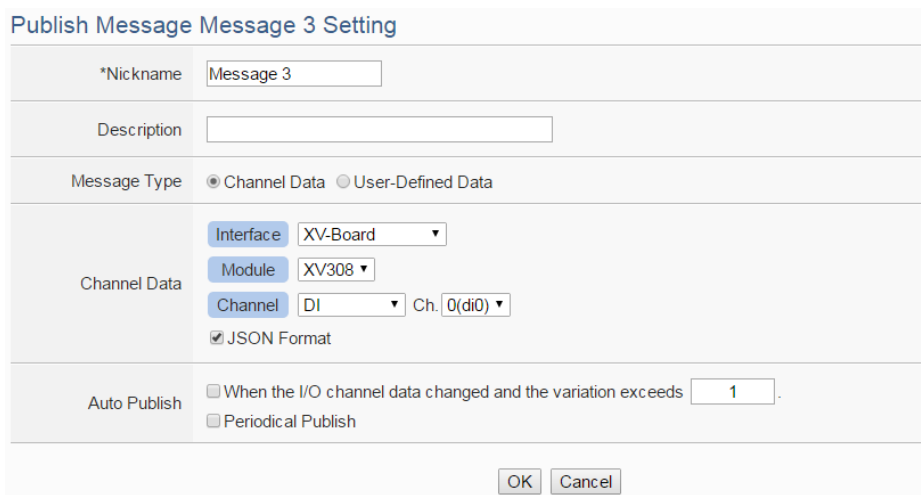 Publish Message Message 3 Setting
*Nickname Message 3
Description
Message Type Channel Data User-Defined Data
Interface XV-Board
Module XV308
Channel Data
Channel DI Ch. 0(di0)
JSON Format
When the I/O channel data changed and the variation exceeds 1 .
Auto Publish
Periodical Publish
OK Cancel